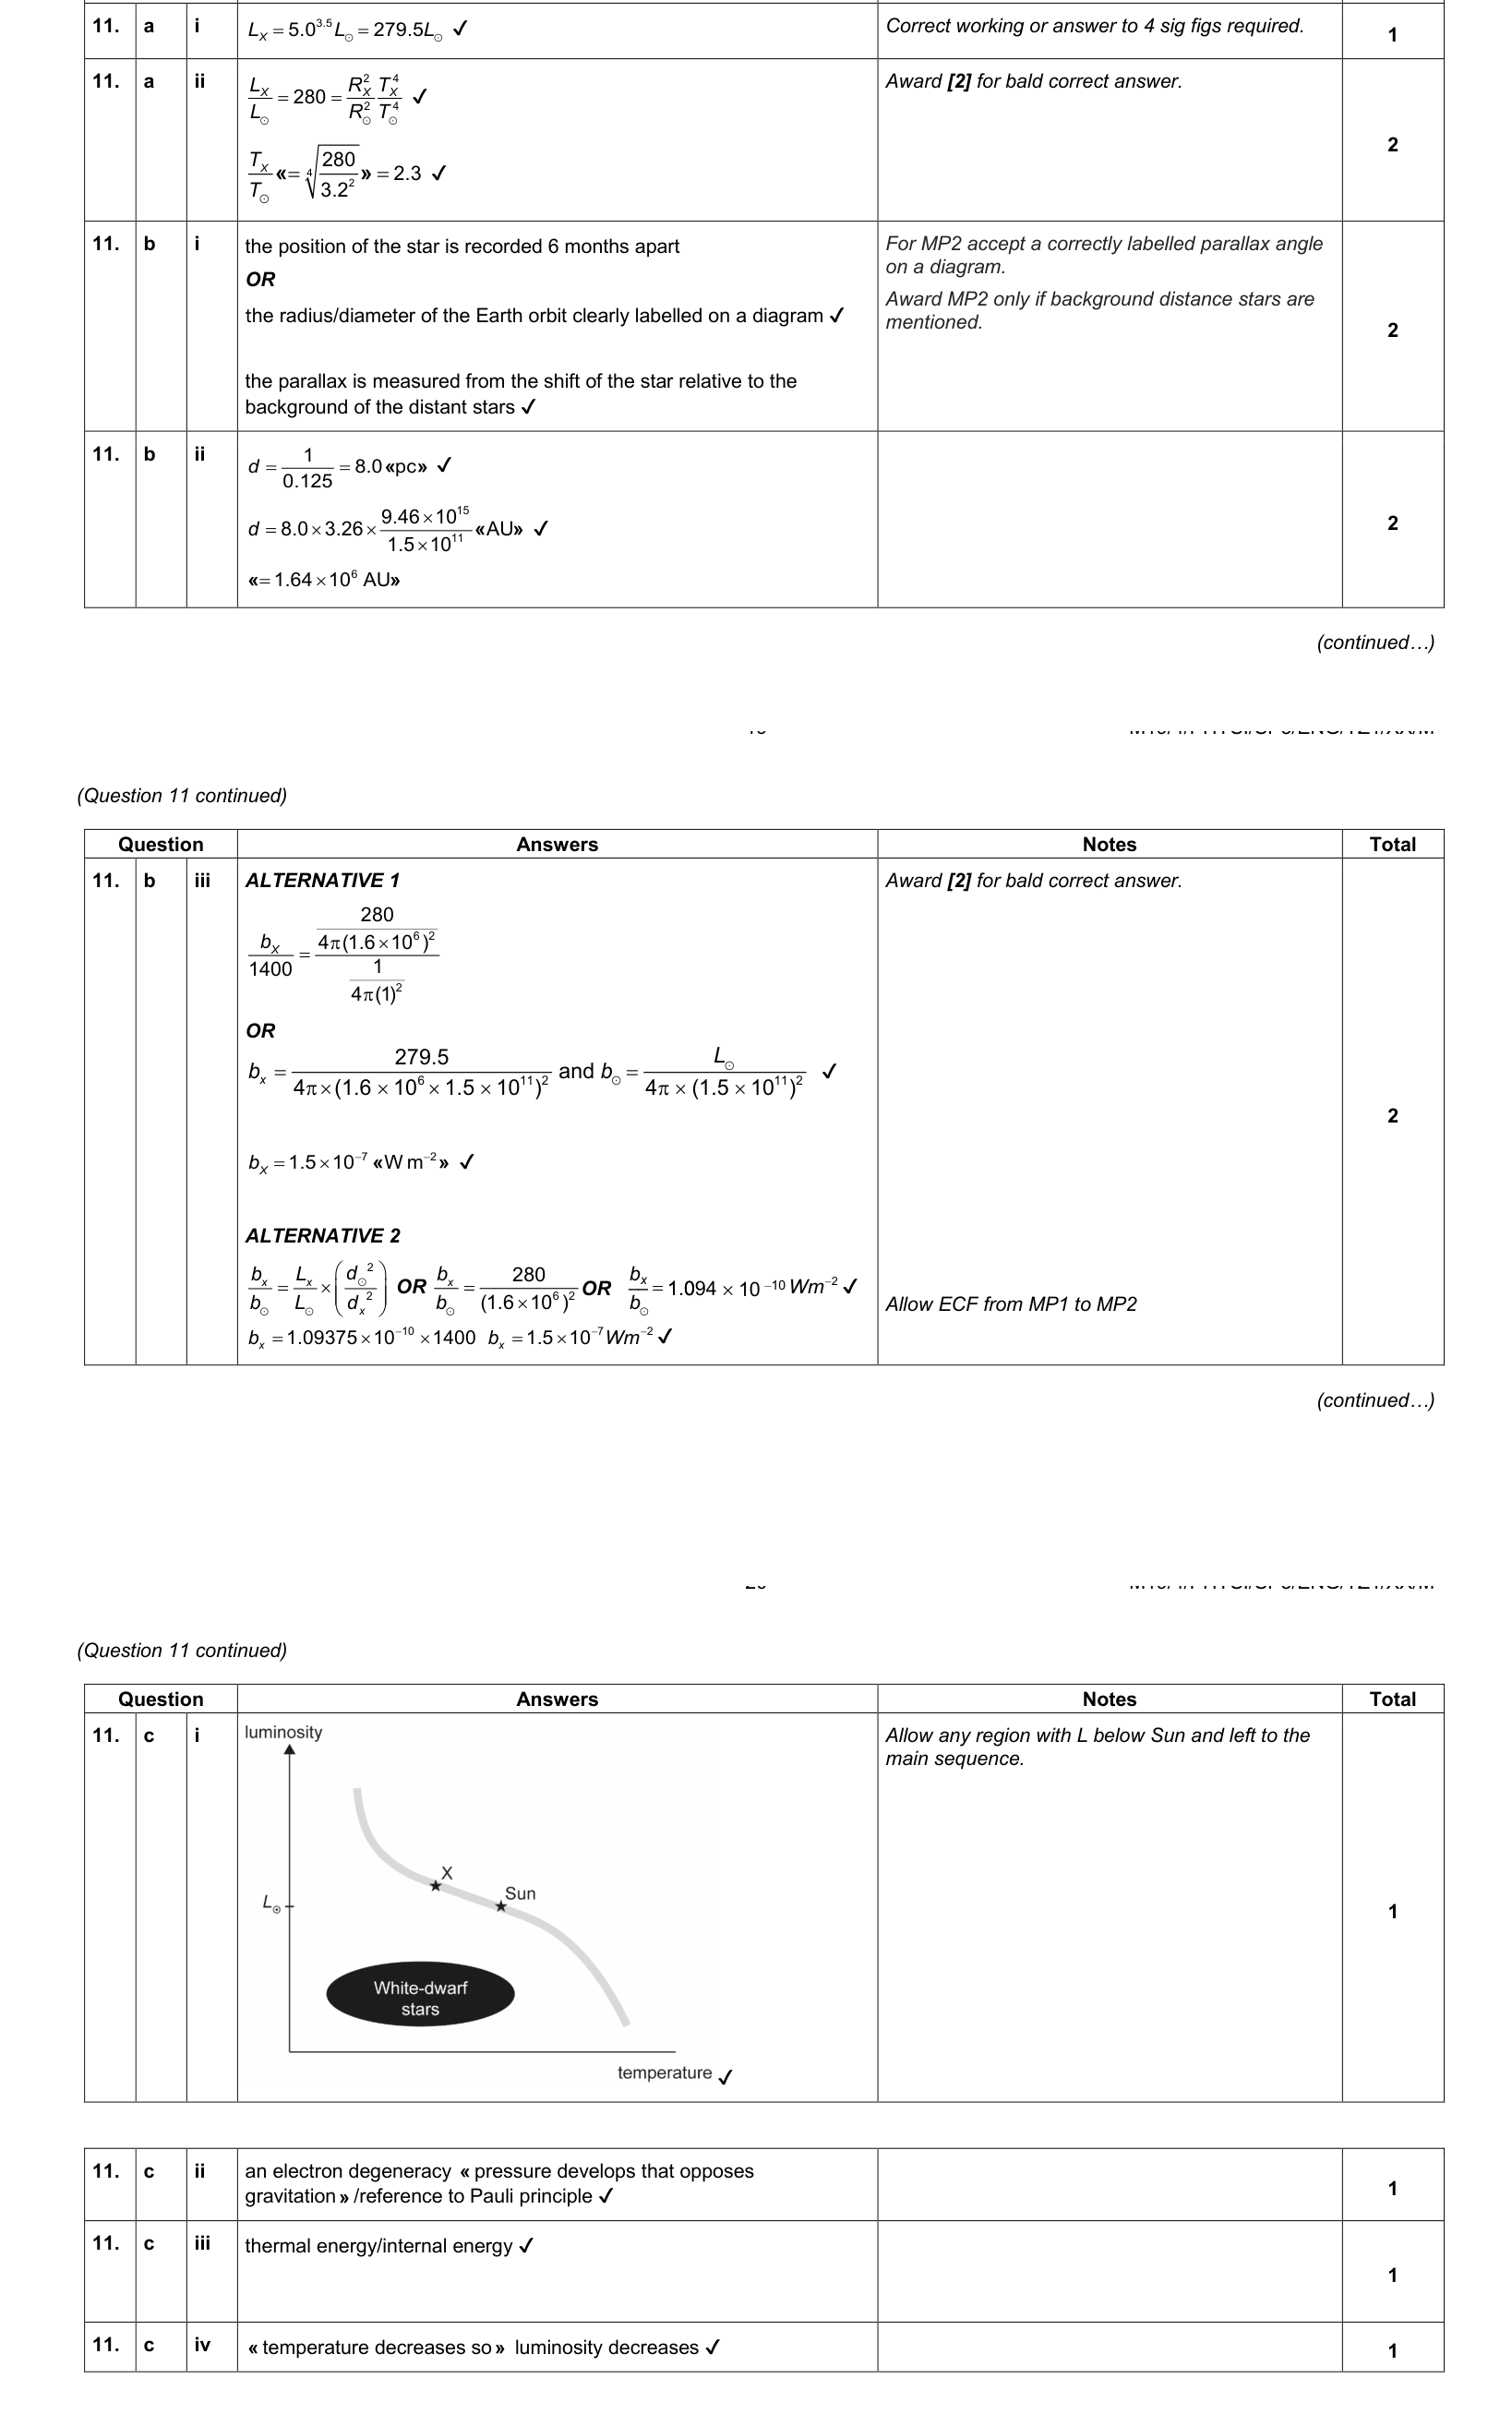 11. a i L_X = 5.0^3.5 L_⊙ = 279.5L_⊙ ✓ Correct working or answer to 4 sig figs required. 1
11. a ii L_X/L_⊙ = 280 = R_X^2/R_⊙^2 T_X^4/T_⊙^4 ✓ Award [2] for bald correct answer. 2
T_X/T_⊙ «= ∜(280/3.2^2)» = 2.3 ✓
11. b i the position of the star is recorded 6 months apart
OR
the radius/diameter of the Earth orbit clearly labelled on a diagram ✓
the parallax is measured from the shift of the star relative to the
background of the distant stars ✓
For MP2 accept a correctly labelled parallax angle
on a diagram.
Award MP2 only if background distance stars are
mentioned.
2
11. b ii d = 1/0.125 = 8.0 «pc» ✓
d = 8.0 × 3.26 × (9.46 × 10^15)/(1.5 × 10^11) «AU» ✓
«= 1.64 × 10^6 AU»
2
(continued…)
(Question 11 continued)
Question Answers Notes Total
11. b iii ALTERNATIVE 1 Award [2] for bald correct answer.
b_X/1400 = (280/(4π(1.6 × 10^6)^2))/(1/(4π(1)^2))
OR
b_x = 279.5/(4π × (1.6 × 10^6 × 1.5 × 10^11)^2) and b_⊙ = L_⊙/(4π × (1.5 × 10^11)^2) ✓
2
b_X = 1.5 × 10^−7 «W m^−2» ✓
ALTERNATIVE 2
b_x/b_⊙ = L_x/L_⊙ × (d_⊙^2/d_x^2) OR b_x/b_⊙ = 280/(1.6 × 10^6)^2 OR b_x/b_⊙ = 1.094 × 10^−10 Wm^−2 ✓
Allow ECF from MP1 to MP2
b_x = 1.09375 × 10^−10 × 1400 b_x = 1.5 × 10^−7 Wm^−2 ✓
(continued…)
(Question 11 continued)
Question Answers Notes Total
11. c i luminosity
Allow any region with L below Sun and left to the
main sequence.
X
Sun
L_⊙
1
White-dwarf
stars
temperature ✓
11. c ii an electron degeneracy « pressure develops that opposes
gravitation» /reference to Pauli principle ✓
1
11. c iii thermal energy/internal energy ✓
1
11. c iv « temperature decreases so» luminosity decreases ✓ 1